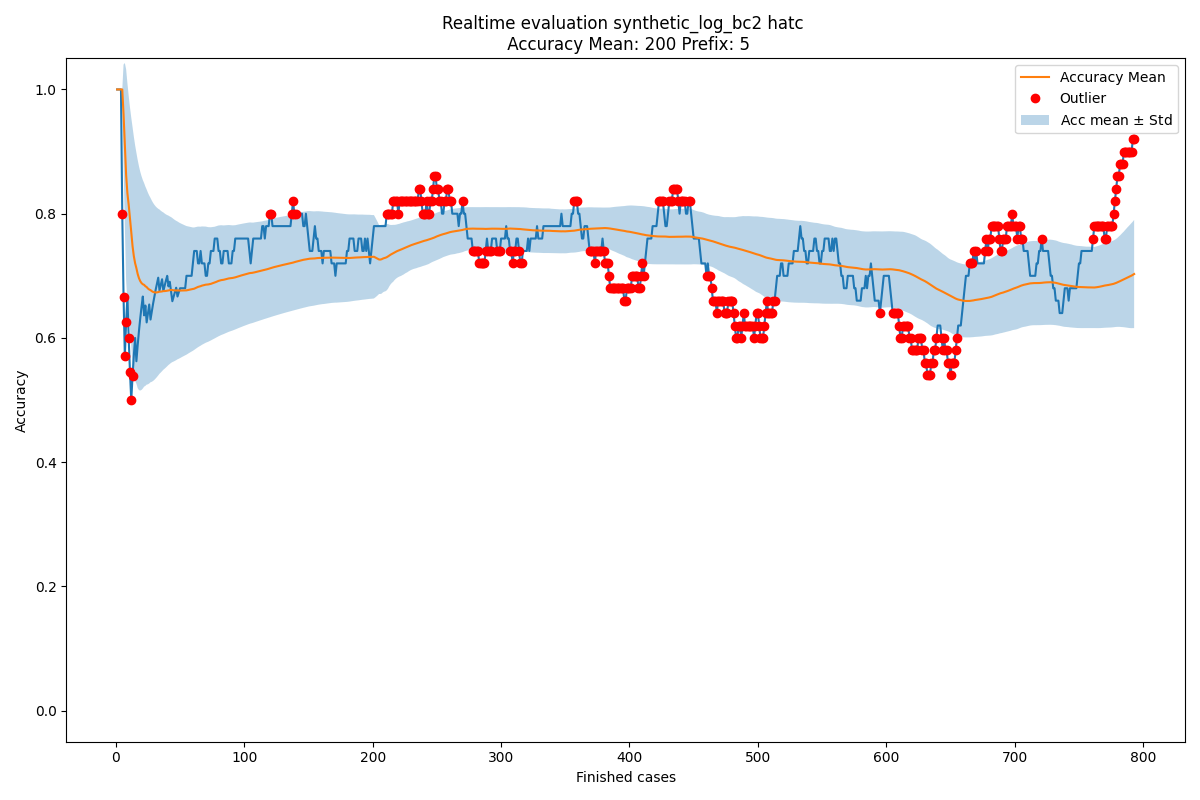 Realtime evaluation synthetic_log_bc2 hatc
Accuracy Mean: 200 Prefix: 5
Accuracy Mean
Outlier
Acc mean ± Std
1.0
0.8
0.6
0.4
0.2
0.0
Accuracy
0
100
200
300
400
500
600
700
800
Finished cases